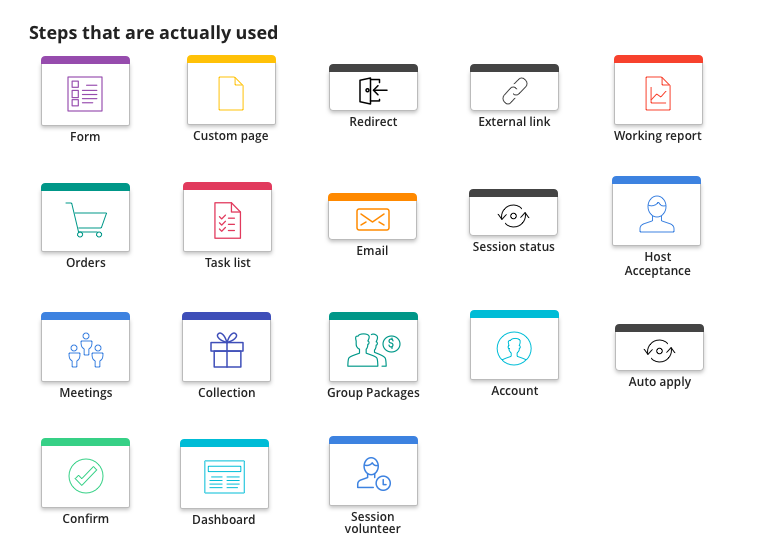 Steps that are actually used
Form
Custom page
Redirect
External link
Working report
Orders
Task list
Email
Session status
Host
Acceptance
Meetings
Collection
$
Group Packages
Account
Auto apply
Confirm
Dashboard
Session
volunteer